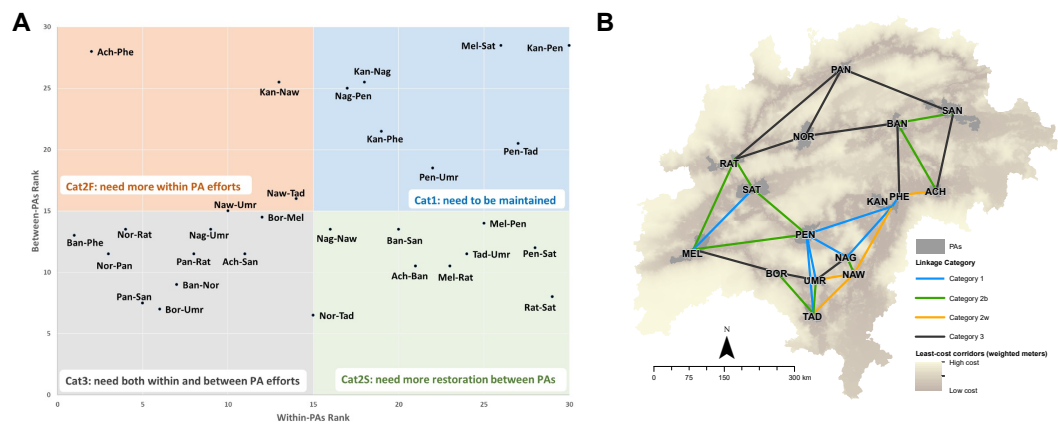 A
30
25
20
15
10
5
0
0
5
10
15
20
25
30
Between-PAs Rank
Within-PAs Rank
Ach-Phe
Mel-Sat
Kan-Pen
Kan-Nag
Kan-Naw
Nag-Pen
Kan-Phe
Pen-Tad
Pen-Umr
Cat2F: need more within PA efforts
Naw-Tad
Cat1: need to be maintained
Naw-Umr
Bor-Mel
Nor-Rat
Nag-Umr
Nag-Naw
Ban-San
Mel-Pen
Ban-Phe
Nor-Pan
Pan-Rat
Ach-San
Ach-Ban
Mel-Rat
Tad-Umr
Pen-Sat
Pan-San
Ban-Nor
Bor-Umr
Nor-Tad
Rat-Sat
Cat3: need both within and between PA efforts
Cat2S: need more restoration between PAs
B
PAN
SAN
BAN
NOR
RAT
SAT
ACH
PHE
KAN
PEN
MEL
NAG
BOR
UMR
NAW
TAD
N
0 75 150 300 km
PAs
Linkage Category
Category 1
Category 2b
Category 2w
Category 3
Least-cost corridors (weighted meters)
High cost
Low cost